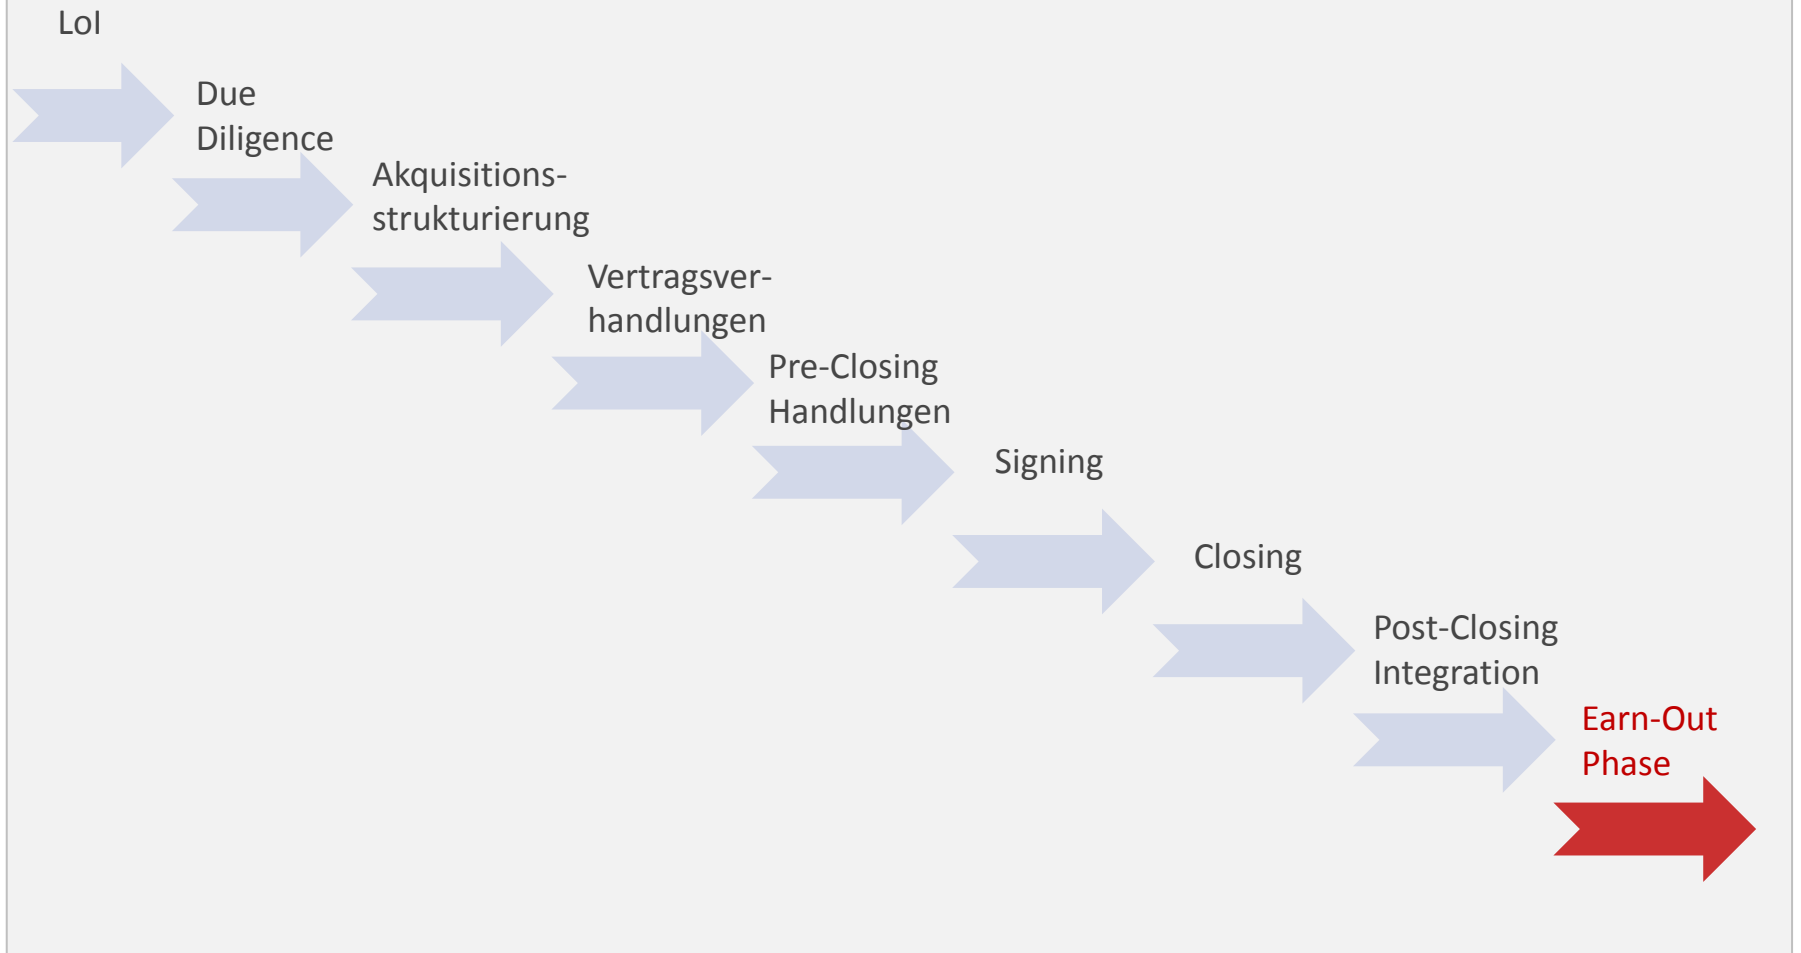 LoI
Due
Diligence
Akquisitions-
strukturierung
Vertragsver-
handlungen
Pre-Closing
Handlungen
Signing
Closing
Post-Closing
Integration
Earn-Out
Phase